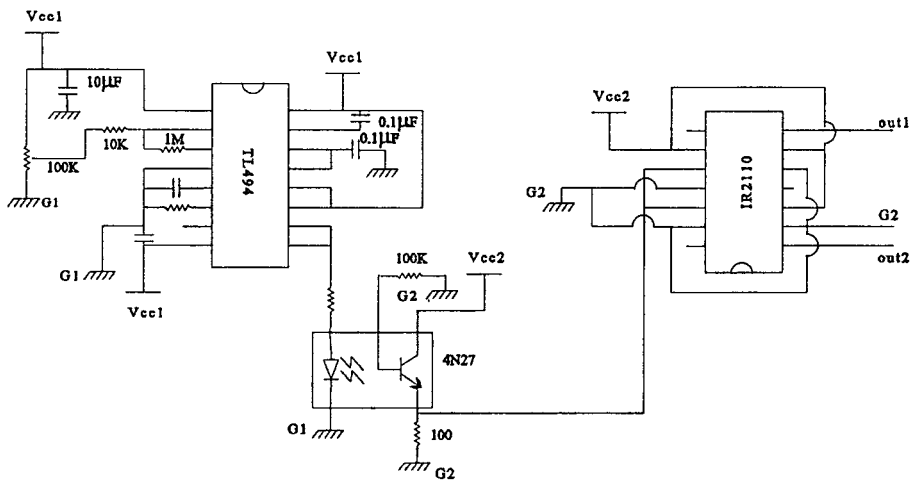 Vcc1
10µF
100K
10K
1M
G1
G1
Vcc1
TL494
Vcc1
0.1µF
0.1µF
100K
G2
Vcc2
4N27
G1
100
G2
Vcc2
G2
IR2110
out1
G2
out2